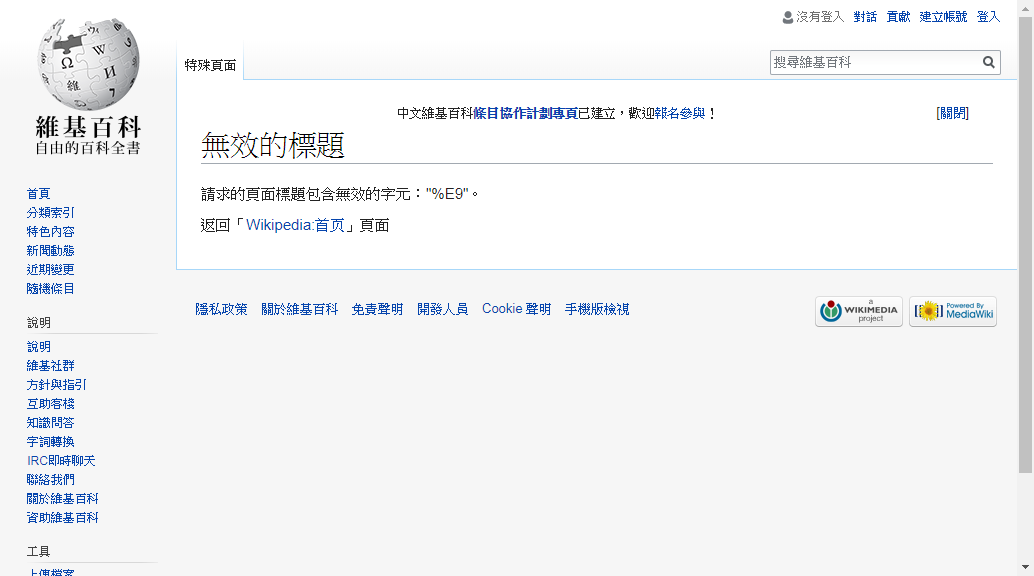 沒有登入 對話 貢獻 建立帳號 登入
特殊頁面
搜尋維基百科
維基百科
自由的百科全書
中文維基百科條目協作計劃專頁已建立，歡迎報名參與！ [關閉]
無效的標題
請求的頁面標題包含無效的字元："%E9"。
返回「Wikipedia:首页」頁面
首頁
分類索引
特色內容
新聞動態
近期變更
隨機條目
說明
說明
維基社群
方針與指引
互助客棧
知識問答
字詞轉換
IRC即時聊天
聯絡我們
關於維基百科
資助維基百科
工具
上傳檔案
隱私政策 關於維基百科 免責聲明 開發人員 Cookie 聲明 手機版檢視
a WIKIMEDIA project
Powered By MediaWiki